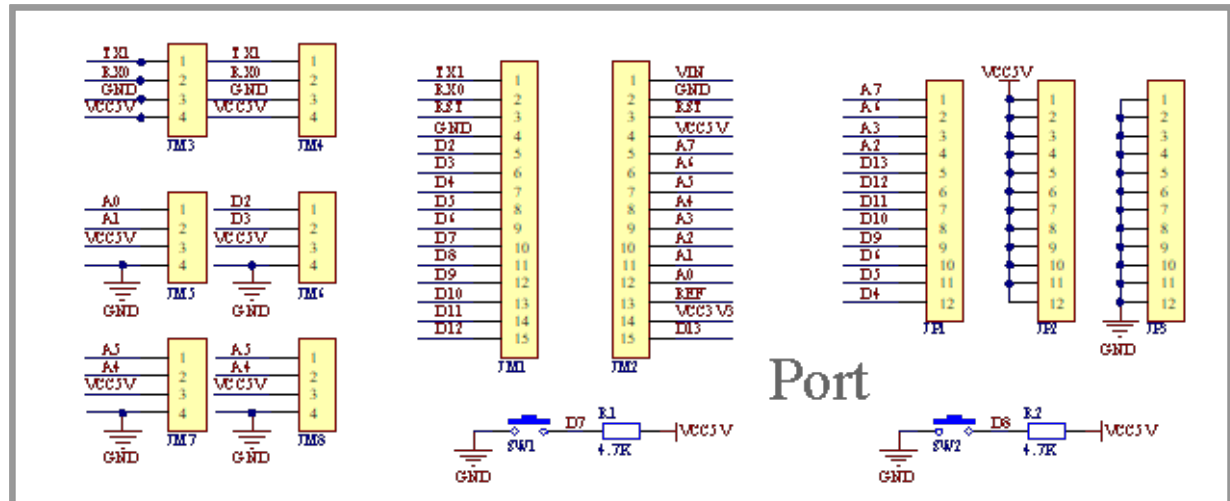 TX1 1 TX1 1
RX0 2 RX0 2
GND 3 GND 3
VCC5V 4 VCC5V 4
JM3 JM4
A0 1 D2 1
A1 2 D3 2
VCC5V 3 VCC5V 3
4 4
JM5 JM6
GND GND
A5 1 A5 1
A4 2 A4 2
VCC5V 3 VCC5V 3
4 4
JM7 JM8
GND GND
TX1 1 1 VIN
RX0 2 2 GND
RST 3 3 RST
GND 4 4 VCC5V
D2 5 5 A7
D3 6 6 A6
D4 7 7 A5
D5 8 8 A4
D6 9 9 A3
D7 10 10 A2
D8 11 11 A1
D9 12 12 A0
D10 13 13 REF
D11 14 14 VCC3V3
D12 15 15 D13
JM1 JM2
VCC5V
A7 1 1 1
A6 2 2 2
A3 3 3 3
A2 4 4 4
D13 5 5 5
D12 6 6 6
D11 7 7 7
D10 8 8 8
D9 9 9 9
D6 10 10 10
D5 11 11 11
D4 12 12 12
JP1 JP2 JP3
GND
Port
D7 R1
SW1 4.7K VCC5V
GND
D8 R2
SW2 4.7K VCC5V
GND